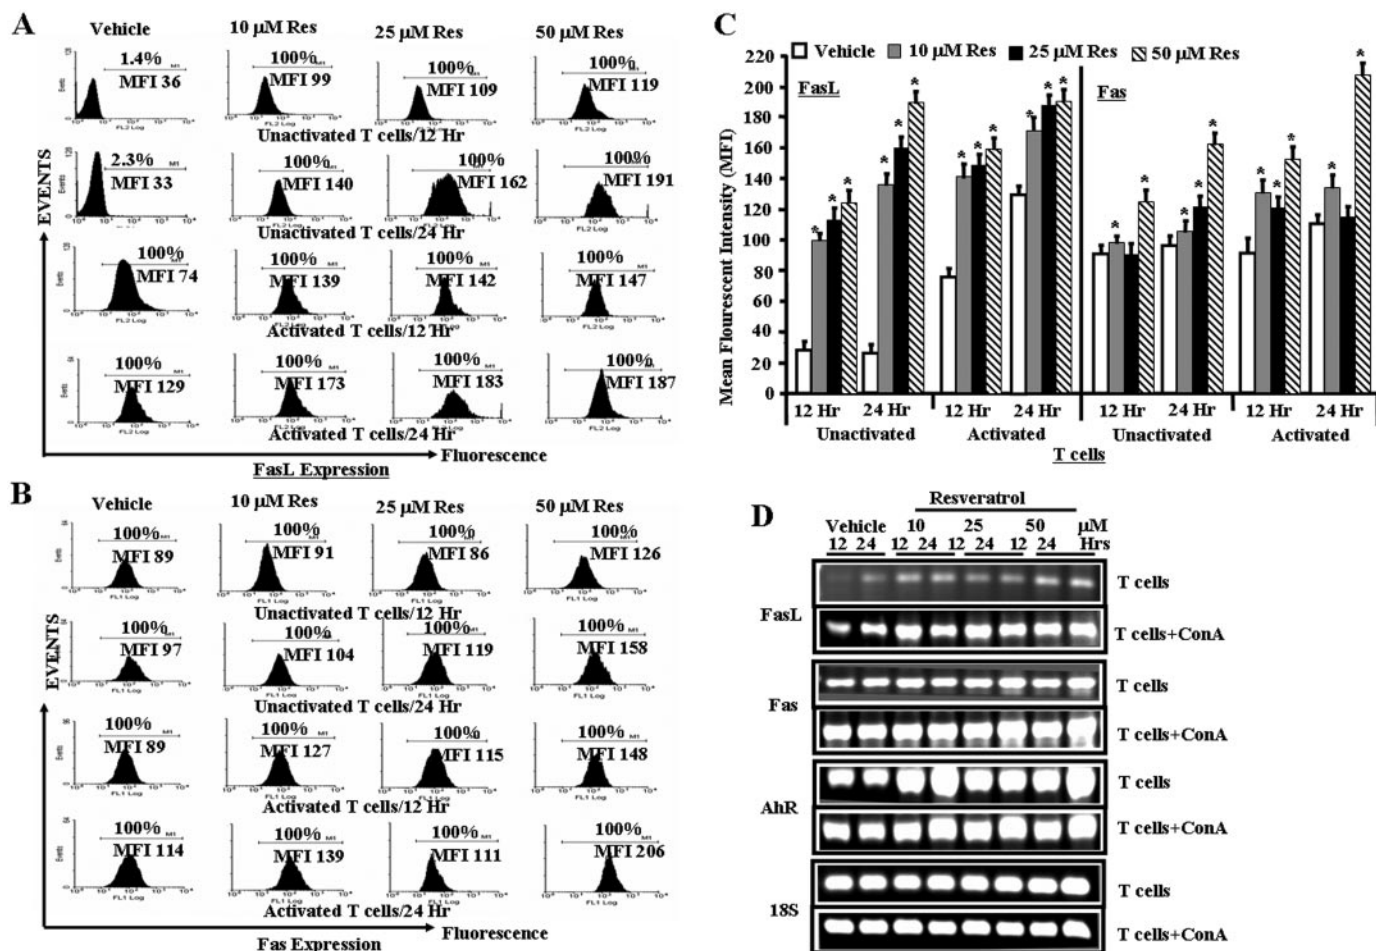 A
Vehicle 10 µM Res 25 µM Res 50 µM Res
1.4% 100% 100% 100%
MFI 36 MFI 99 MFI 109 MFI 119
Unactivated T cells/12 Hr
2.3% 100% 100% 100%
MFI 33 MFI 140 MFI 162 MFI 191
Unactivated T cells/24 Hr
100% 100% 100% 100%
MFI 74 MFI 139 MFI 142 MFI 147
Activated T cells/12 Hr
100% 100% 100% 100%
MFI 129 MFI 173 MFI 183 MFI 187
Activated T cells/24 Hr
EVENTS
Fluorescence
FasL Expression
B
Vehicle 10 µM Res 25 µM Res 50 µM Res
100% 100% 100% 100%
MFI 89 MFI 91 MFI 86 MFI 126
Unactivated T cells/12 Hr
100% 100% 100% 100%
MFI 97 MFI 104 MFI 119 MFI 158
Unactivated T cells/24 Hr
100% 100% 100% 100%
MFI 89 MFI 127 MFI 115 MFI 148
Activated T cells/12 Hr
100% 100% 100% 100%
MFI 114 MFI 139 MFI 111 MFI 206
Activated T cells/24 Hr
EVENTS
Fluorescence
Fas Expression
C
Vehicle 10 µM Res 25 µM Res 50 µM Res
FasL Fas
Mean Flourescent Intensity (MFI)
220
200
180
160
140
120
100
80
60
40
20
0
12 Hr 24 Hr 12 Hr 24 Hr 12 Hr 24 Hr 12 Hr 24 Hr
Unactivated Activated Unactivated Activated
T cells
D
Resveratrol
Vehicle 10 25 50 µM
12 24 12 24 12 24 12 24 Hrs
FasL
T cells
T cells+ConA
Fas
T cells
T cells+ConA
AhR
T cells
T cells+ConA
18S
T cells
T cells+ConA